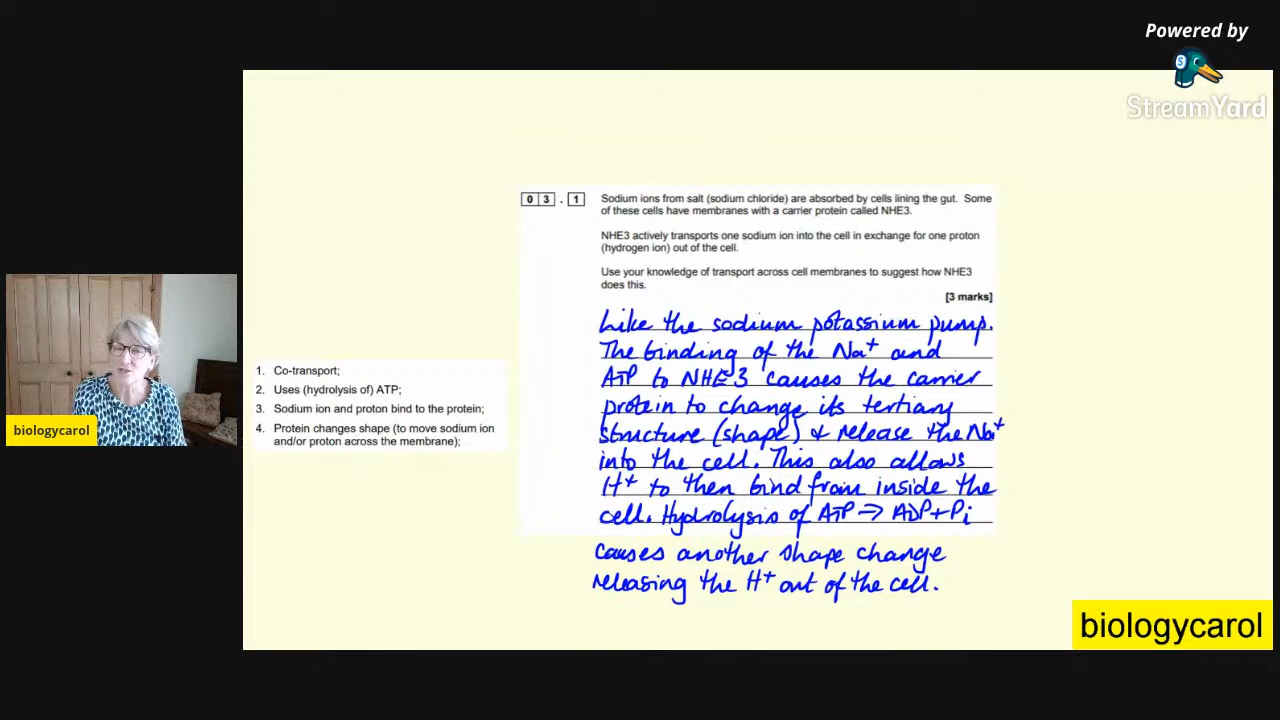 Powered by
StreamYard
0 3 . 1
Sodium ions from salt (sodium chloride) are absorbed by cells lining the gut. Some
of these cells have membranes with a carrier protein called NHE3.
NHE3 actively transports one sodium ion into the cell in exchange for one proton
(hydrogen ion) out of the cell.
Use your knowledge of transport across cell membranes to suggest how NHE3
does this.
[3 marks]
Like the sodium potassium pump.
The binding of the Na+ and
ATP to NHE3 causes the carrier
protein to change its tertiary
structure (shape) & release the Na+
into the cell. This also allows
H+ to then bind from inside the
cell. Hydrolysis of ATP ⇒ ADP+Pi
causes another shape change
releasing the H+ out of the cell.
1. Co-transport;
2. Uses (hydrolysis of) ATP;
3. Sodium ion and proton bind to the protein;
4. Protein changes shape (to move sodium ion
and/or proton across the membrane);
biologycarol
biologycarol